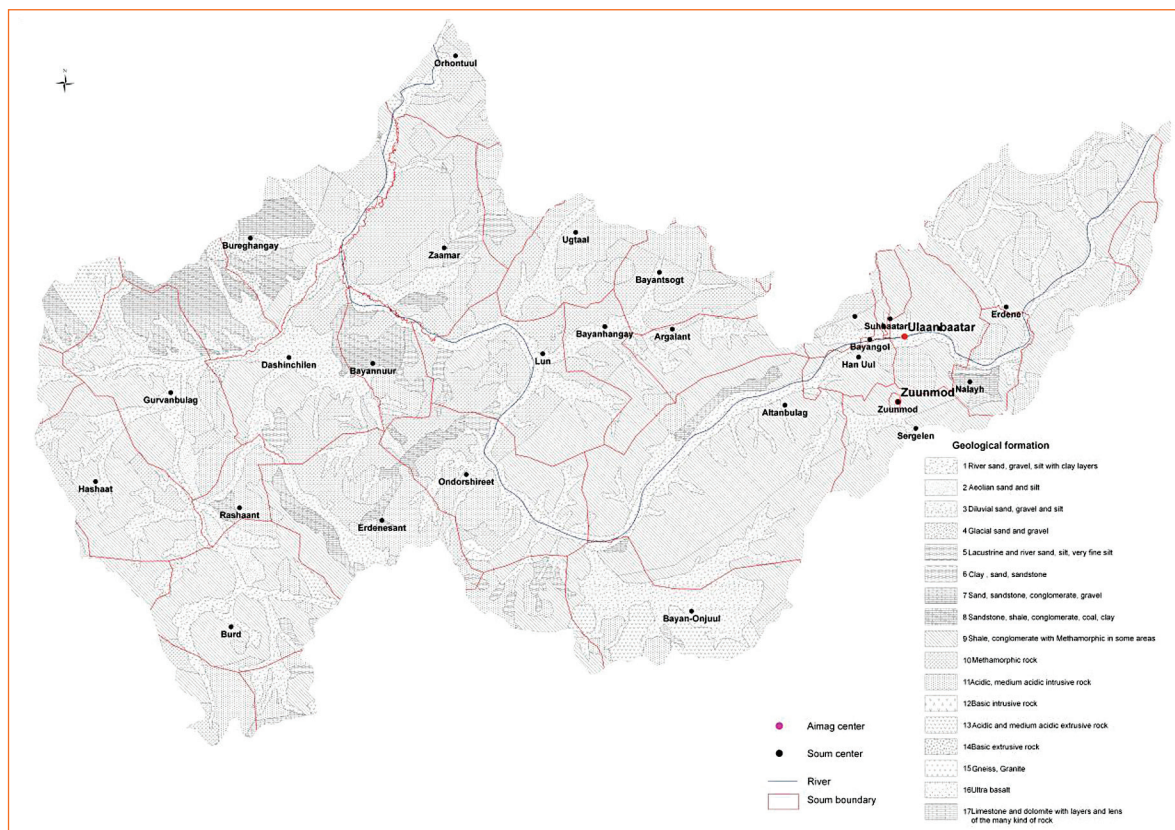 N
Orhontuul
Bureghangay
Zaamar
Ugtaal
Bayantsogt
Erdene
Suhbaatar
Ulaanbaatar
Bayanhangay
Argalant
Bayangol
Dashinchilen
Bayannuur
Lun
Han Uul
Gurvanbulag
Nalayh
Zuunmod
Zuunmod
Altanbulag
Sergelen
Hashaat
Ondorshireet
Rashaant
Erdenesant
Burd
Bayan-Onjuul
Geological formation
1 River sand, gravel, silt with clay layers
2 Aeolian sand and silt
3 Diluvial sand, gravel and silt
4 Glacial sand and gravel
5 Lacustrine and river sand, silt, very fine silt
6 Clay , sand, sandstone
7 Sand, sandstone, conglomerate, gravel
8 Sandstone, shale, conglomerate, coal, clay
9 Shale, conglomerate with Methamorphic in some areas
10 Methamorphic rock
11 Acidic, medium acidic intrusive rock
12 Basic intrusive rock
13 Acidic and medium acidic extrusive rock
14 Basic extrusive rock
15 Gneiss, Granite
16 Ultra basalt
17 Limestone and dolomite with layers and lens
of the many kind of rock
Aimag center
Soum center
River
Soum boundary